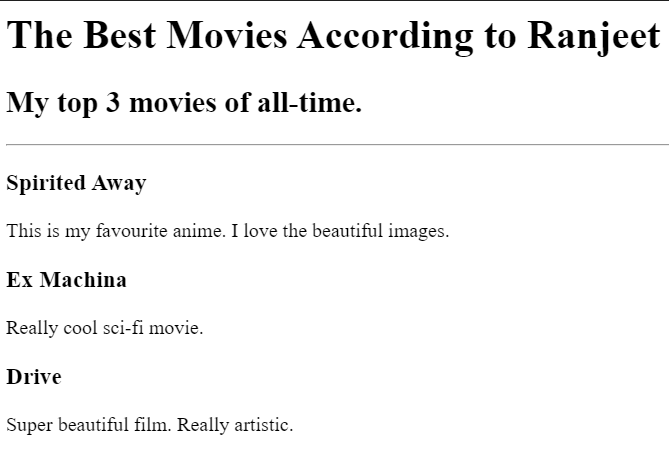 The Best Movies According to Ranjeet
My top 3 movies of all-time.
Spirited Away
This is my favourite anime. I love the beautiful images.
Ex Machina
Really cool sci-fi movie.
Drive
Super beautiful film. Really artistic.